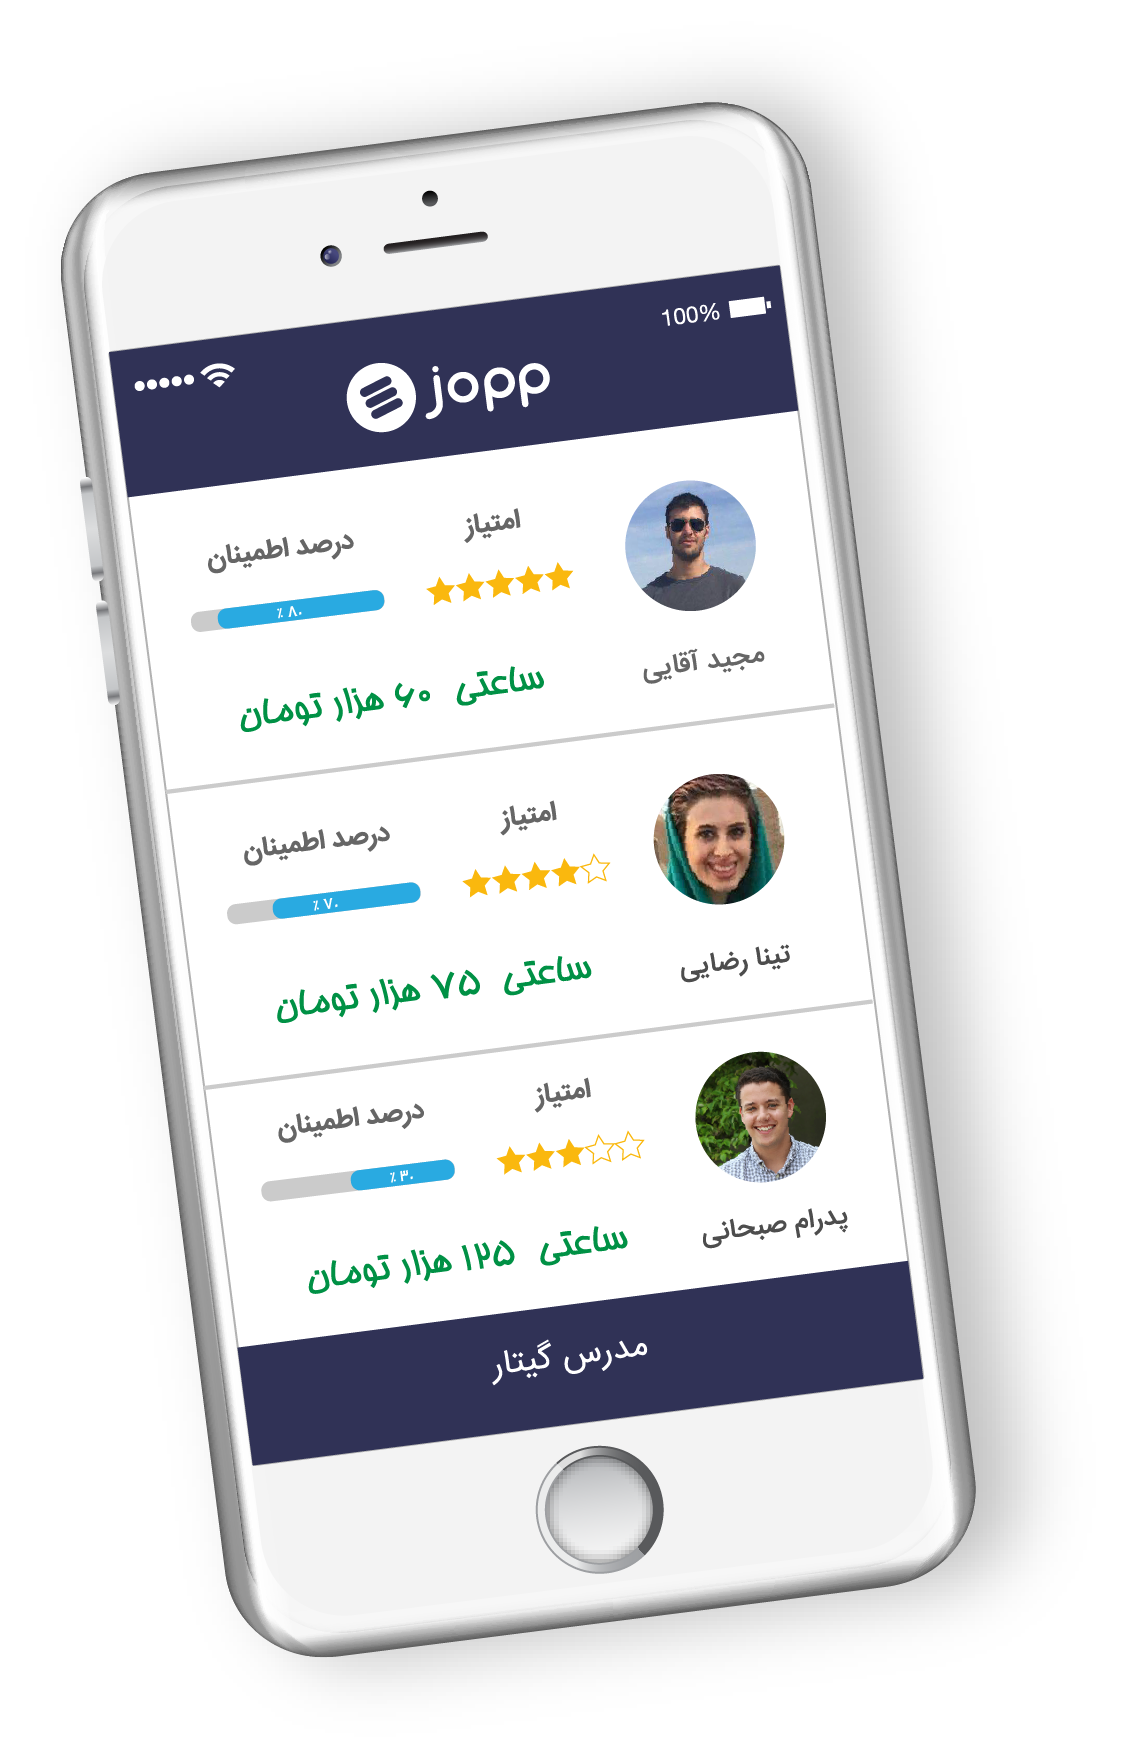 100%
jopp
امتیاز
درصد اطمینان
٪ ۸۰
مجید آقایی
ساعتی ۶۰ هزار تومان
امتیاز
درصد اطمینان
٪ ۷۰
تینا رضایی
ساعتی ۷۵ هزار تومان
امتیاز
درصد اطمینان
٪ ۳۰
پدرام صبحانی
ساعتی ۱۲۵ هزار تومان
مدرس گیتار